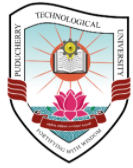 PUDUCHERRY TECHNOLOGICAL UNIVERSITY
FORTIFYING WITH WISDOM